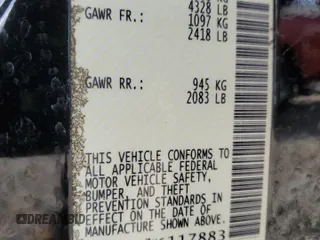 4328 LB
GAWR FR.: 1097 KG
2418 LB
GAWR RR.: 945 KG
2083 LB
THIS VEHICLE CONFORMS TO
ALL APPLICABLE FEDERAL
MOTOR VEHICLE SAFETY,
BUMPER, AND THEFT
PREVENTION STANDARDS IN
EFFECT ON THE DATE OF
MANUFACTURE SHOWN ABOVE.
117883
DREAMBID